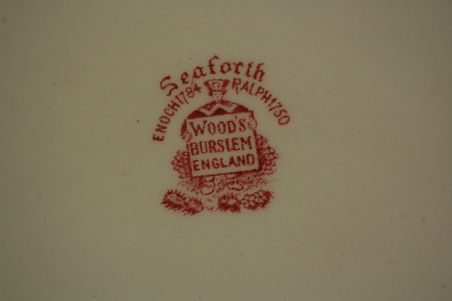 Seaforth
ENOCH 1784 RALPH 1750
WOOD'S
BURSLEM
ENGLAND